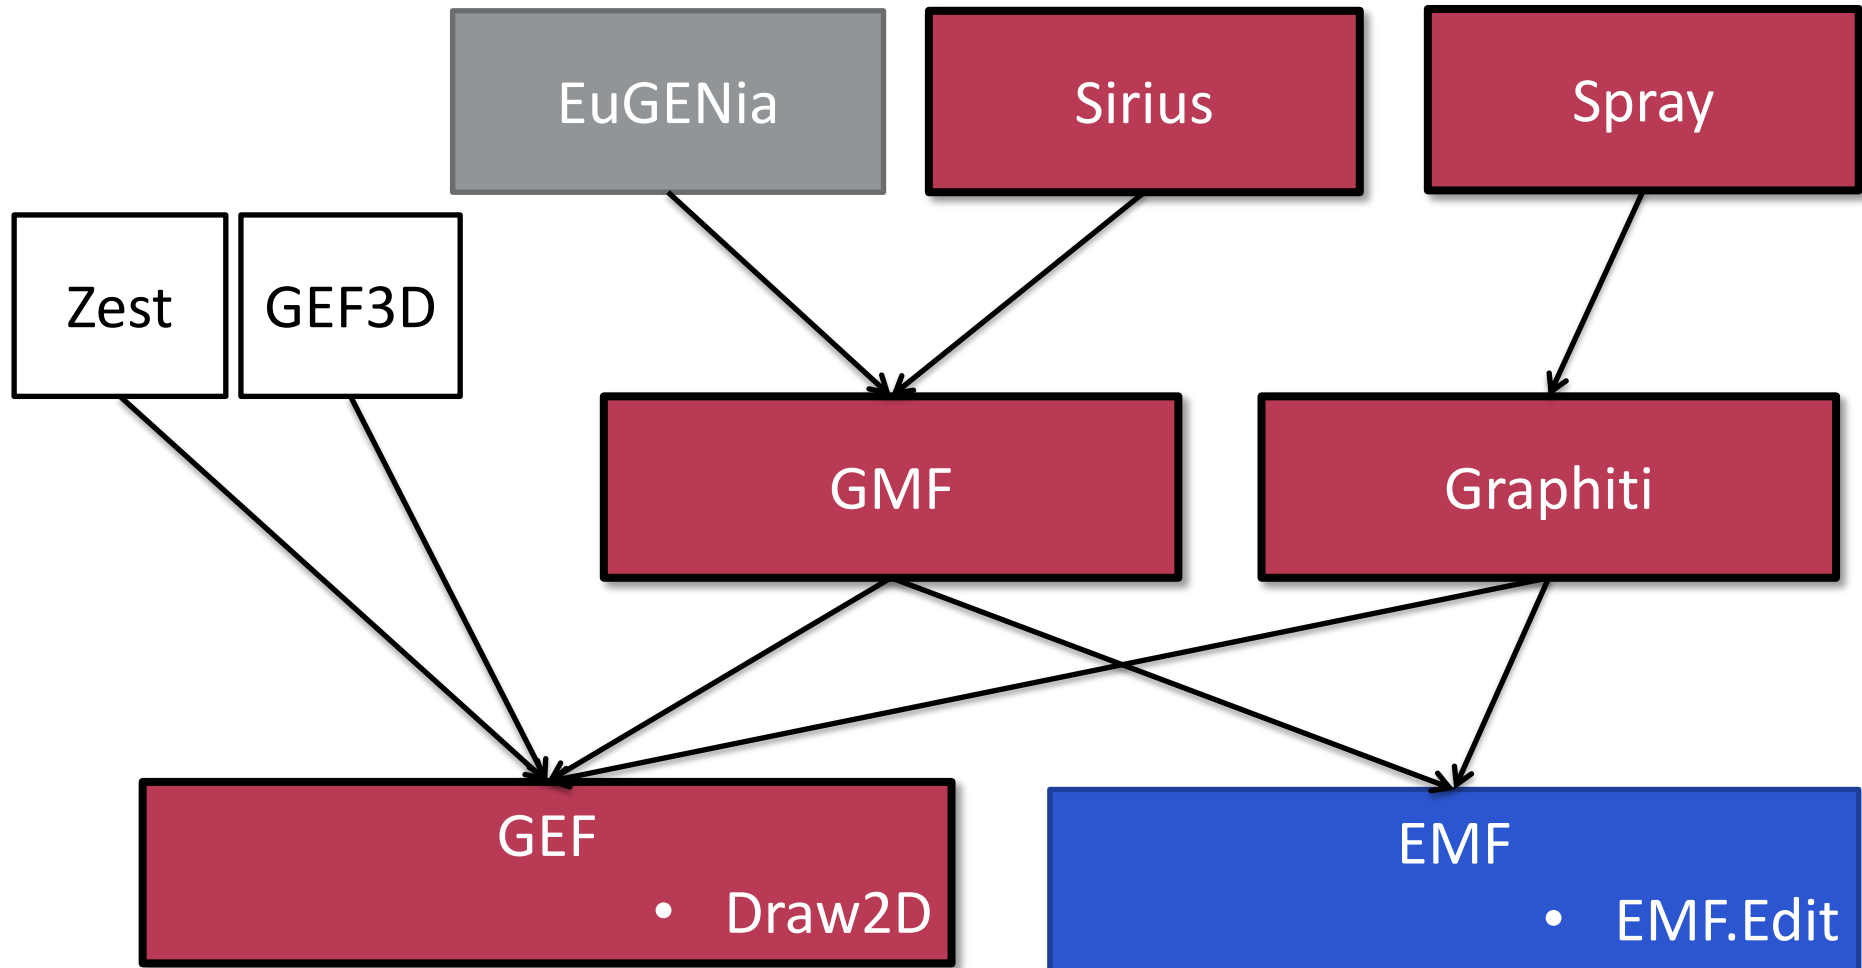 EuGENia
Sirius
Spray
Zest
GEF3D
GMF
Graphiti
GEF
• Draw2D
EMF
• EMF.Edit